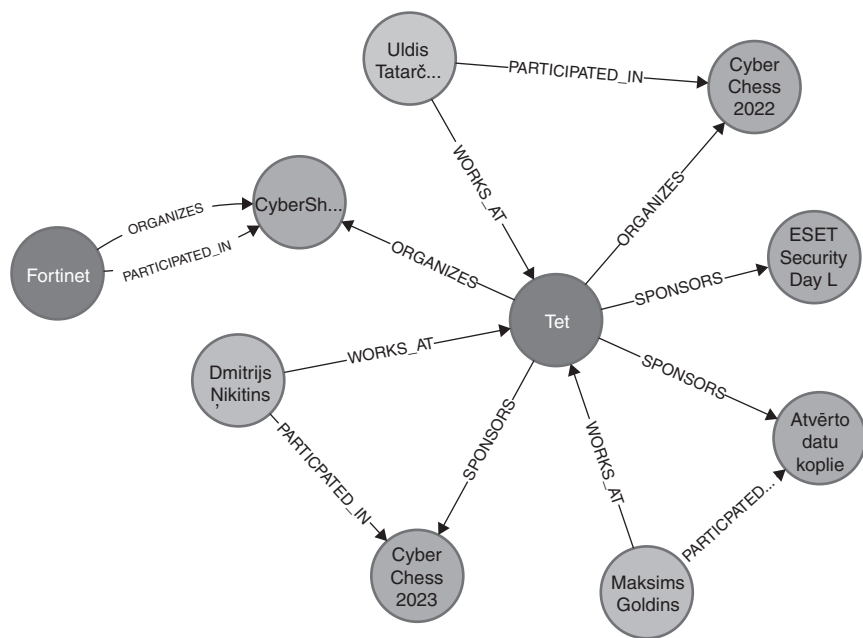 Uldis
Tatarč...
PARTICIPATED_IN
Cyber
Chess
2022
WORKS_AT
ORGANIZES
CyberSh...
ORGANIZES
PARTICIPATED_IN
Fortinet
ORGANIZES
ESET
Security
Day L
SPONSORS
Tet
WORKS_AT
Dmitrijs
Ņikitins
SPONSORS
Atvērto
datu
koplie
SPONSORS
PARTICPATED_IN
WORKS_AT
PARTICPATED...
Cyber
Chess
2023
Maksims
Goldins